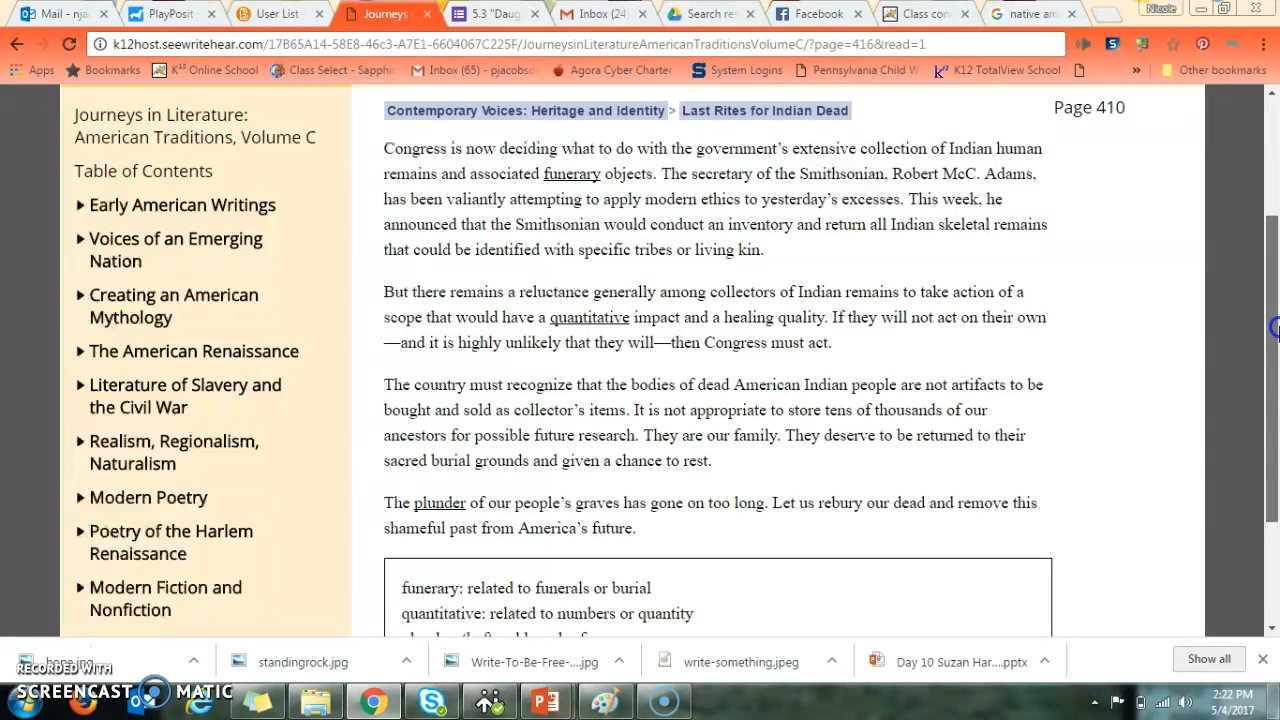 Mail - nja
PlayPosit
User List
Journeys
5.3 "Daug
Inbox (24)
Search re
Facebook
Class con
native am
Nicole
k12host.seewritehear.com/17B65A14-58E8-46c3-A7E1-6604067C225F/JourneysinLiteratureAmericanTraditionsVolumeC/?page=416&read=1
Apps
Bookmarks
K¹² Online School
Class Select - Sapphi
Inbox (65) - pjacobso
Agora Cyber Charter
System Logins
Pennsylvania Child W
K12 TotalView School
»
Other bookmarks
Journeys in Literature:
American Traditions, Volume C
Table of Contents
Early American Writings
Voices of an Emerging
Nation
Creating an American
Mythology
The American Renaissance
Literature of Slavery and
the Civil War
Realism, Regionalism,
Naturalism
Modern Poetry
Poetry of the Harlem
Renaissance
Modern Fiction and
Nonfiction
Contemporary Voices: Heritage and Identity > Last Rites for Indian Dead
Page 410
Congress is now deciding what to do with the government's extensive collection of Indian human
remains and associated funerary objects. The secretary of the Smithsonian, Robert McC. Adams,
has been valiantly attempting to apply modern ethics to yesterday's excesses. This week, he
announced that the Smithsonian would conduct an inventory and return all Indian skeletal remains
that could be identified with specific tribes or living kin.
But there remains a reluctance generally among collectors of Indian remains to take action of a
scope that would have a quantitative impact and a healing quality. If they will not act on their own
—and it is highly unlikely that they will—then Congress must act.
The country must recognize that the bodies of dead American Indian people are not artifacts to be
bought and sold as collector's items. It is not appropriate to store tens of thousands of our
ancestors for possible future research. They are our family. They deserve to be returned to their
sacred burial grounds and given a chance to rest.
The plunder of our people's graves has gone on too long. Let us rebury our dead and remove this
shameful past from America's future.
funerary: related to funerals or burial
quantitative: related to numbers or quantity
standingrock.jpg
Write-To-Be-Free-....jpg
write-something.jpeg
Day 10 Suzan Har....pptx
Show all
RECORDED WITH
SCREENCAST MATIC
2:22 PM
5/4/2017